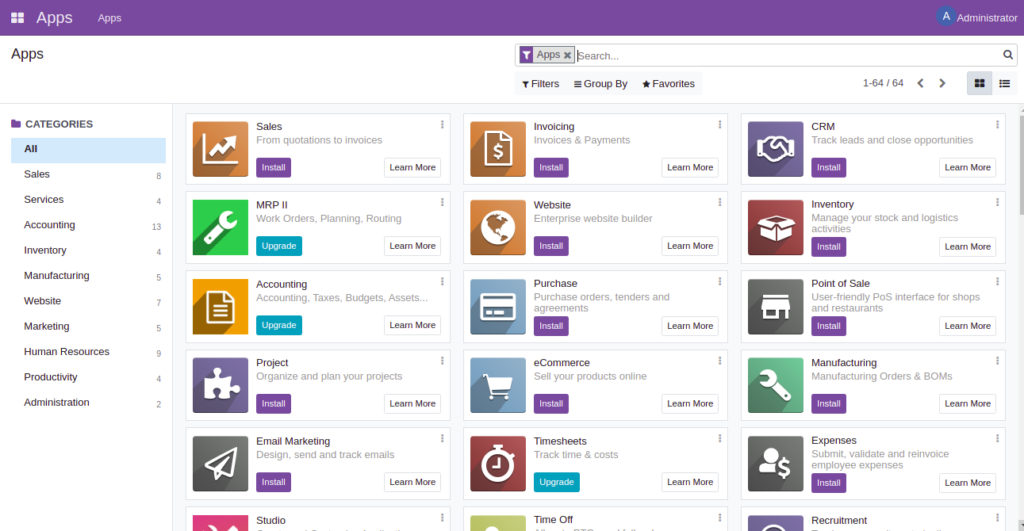 Apps
Apps
A
Administrator
Apps
Apps
Search...
Filters
Group By
Favorites
1-64 / 64
CATEGORIES
All
Sales 8
Services 4
Accounting 13
Inventory 4
Manufacturing 5
Website 7
Marketing 5
Human Resources 9
Productivity 4
Administration 2
Sales
From quotations to invoices
Install
Learn More
Invoicing
Invoices & Payments
Install
Learn More
CRM
Track leads and close opportunities
Install
Learn More
MRP II
Work Orders, Planning, Routing
Upgrade
Learn More
Website
Enterprise website builder
Install
Learn More
Inventory
Manage your stock and logistics
activities
Install
Learn More
Accounting
Accounting, Taxes, Budgets, Assets...
Upgrade
Learn More
Purchase
Purchase orders, tenders and
agreements
Install
Learn More
Point of Sale
User-friendly PoS interface for shops
and restaurants
Install
Learn More
Project
Organize and plan your projects
Install
Learn More
eCommerce
Sell your products online
Install
Learn More
Manufacturing
Manufacturing Orders & BOMs
Install
Learn More
Email Marketing
Design, send and track emails
Install
Learn More
Timesheets
Track time & costs
Upgrade
Learn More
Expenses
Submit, validate and reinvoice
employee expenses
Install
Learn More
Studio
Time Off
Recruitment